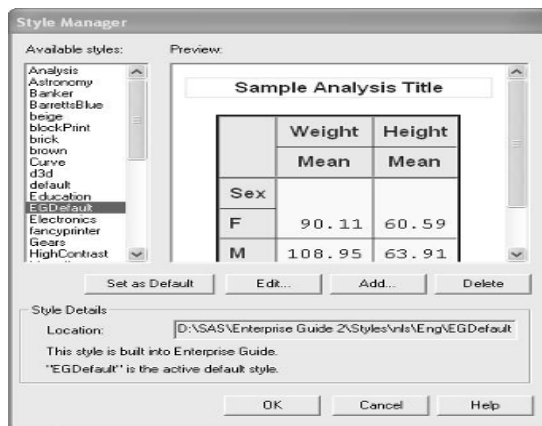 Style Manager
Available styles:
Analysis
Astronomy
Banker
BarrettsBlue
beige
blockPrint
brick
brown
Curve
d3d
default
Education
EGDefault
Electronics
fancyprinter
Gears
HighContrast
Preview:
Sample Analysis Title
Weight Height
Mean Mean
Sex
F 90.11 60.59
M 108.95 63.91
Set as Default Edit... Add... Delete
Style Details
Location: D:\SAS\Enterprise Guide 2\Styles\nls\Eng\EGDefault
This style is built into Enterprise Guide.
"EGDefault" is the active default style.
OK Cancel Help